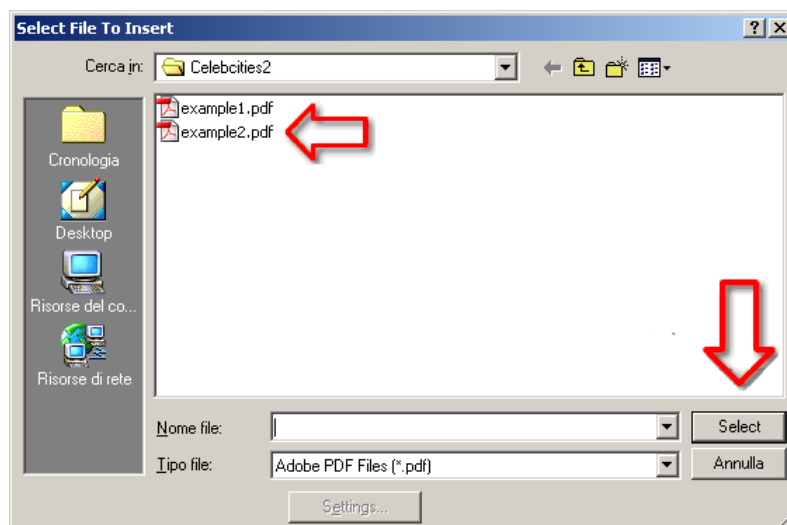 Select File To Insert
Cerca in: Celebcities2
example1.pdf
example2.pdf
Cronologia
Desktop
Risorse del co...
Risorse di rete
Nome file: Select
Tipo file: Adobe PDF Files (*.pdf) Annulla
Settings...